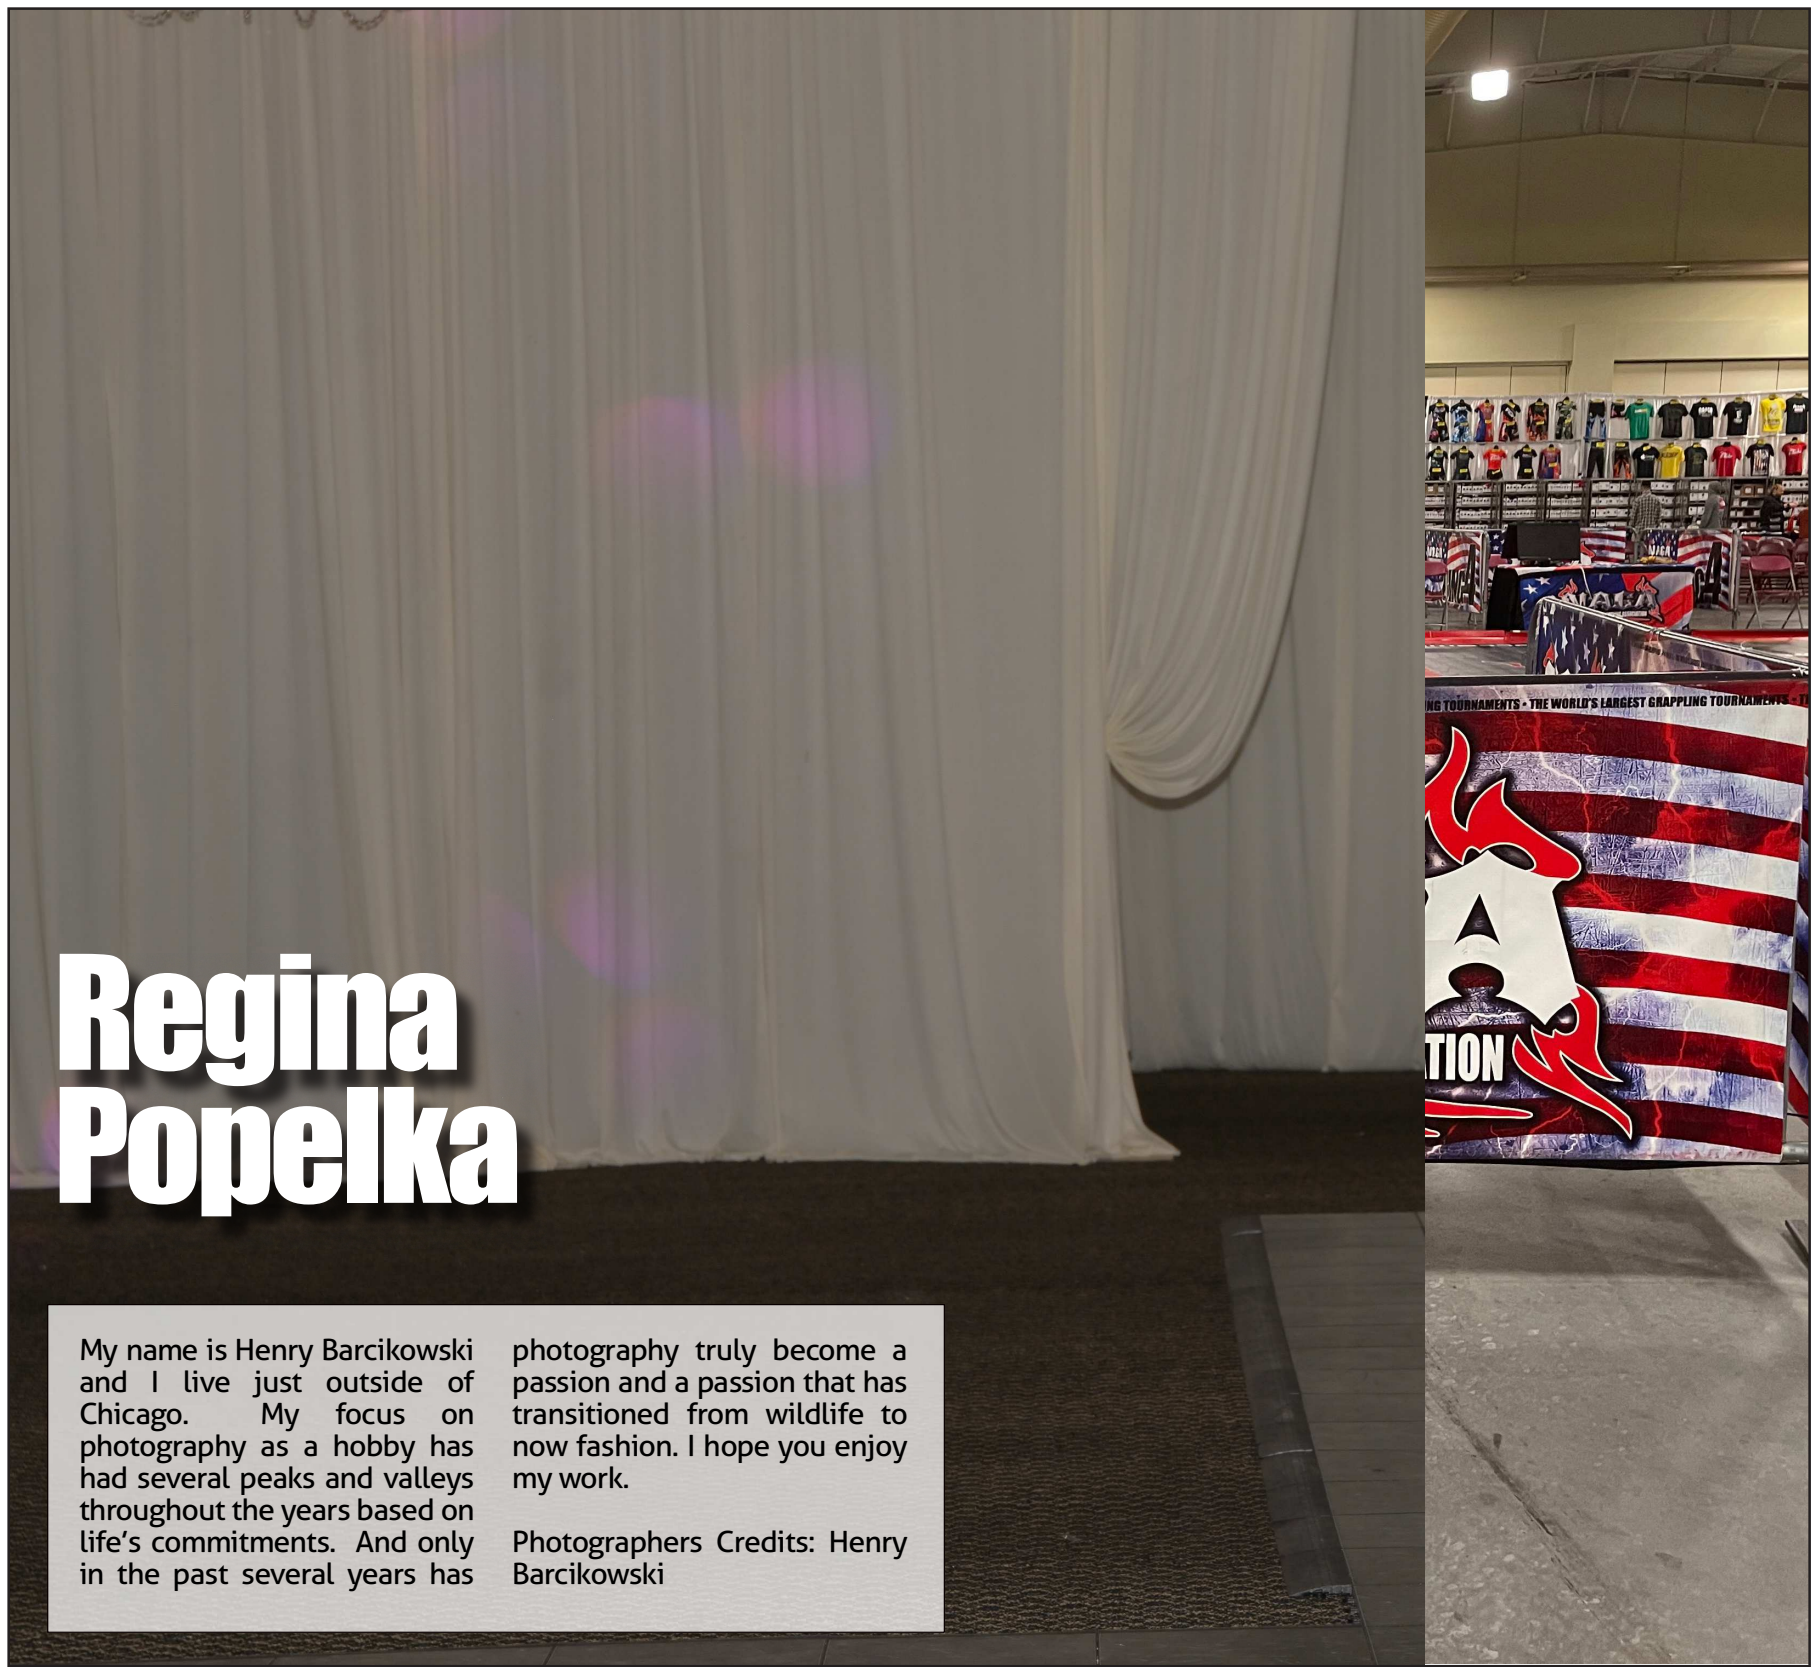 Regina
Popelka
My name is Henry Barcikowski
and I live just outside of
Chicago. My focus on
photography as a hobby has
had several peaks and valleys
throughout the years based on
life's commitments. And only
in the past several years has
photography truly become a
passion and a passion that has
transitioned from wildlife to
now fashion. I hope you enjoy
my work.
Photographers Credits: Henry
Barcikowski
NAGA
NG TOURNAMENTS • THE WORLD'S LARGEST GRAPPLING TOURNAMENTS
A
TION